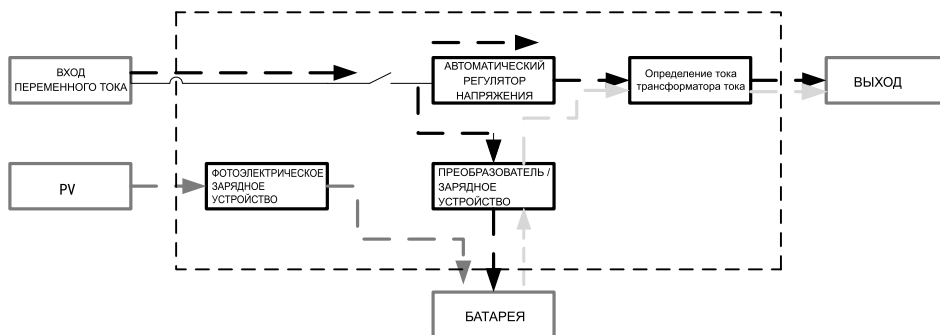 ВХОД
ПЕРЕМЕННОГО ТОКА
АВТОМАТИЧЕСКИЙ
РЕГУЛЯТОР
НАПРЯЖЕНИЯ
Определение тока
трансформатора тока
ВЫХОД
PV
ФОТОЭЛЕКТРИЧЕСКОЕ
ЗАРЯДНОЕ
УСТРОЙСТВО
ПРЕОБРАЗОВАТЕЛЬ /
ЗАРЯДНОЕ
УСТРОЙСТВО
БАТАРЕЯ